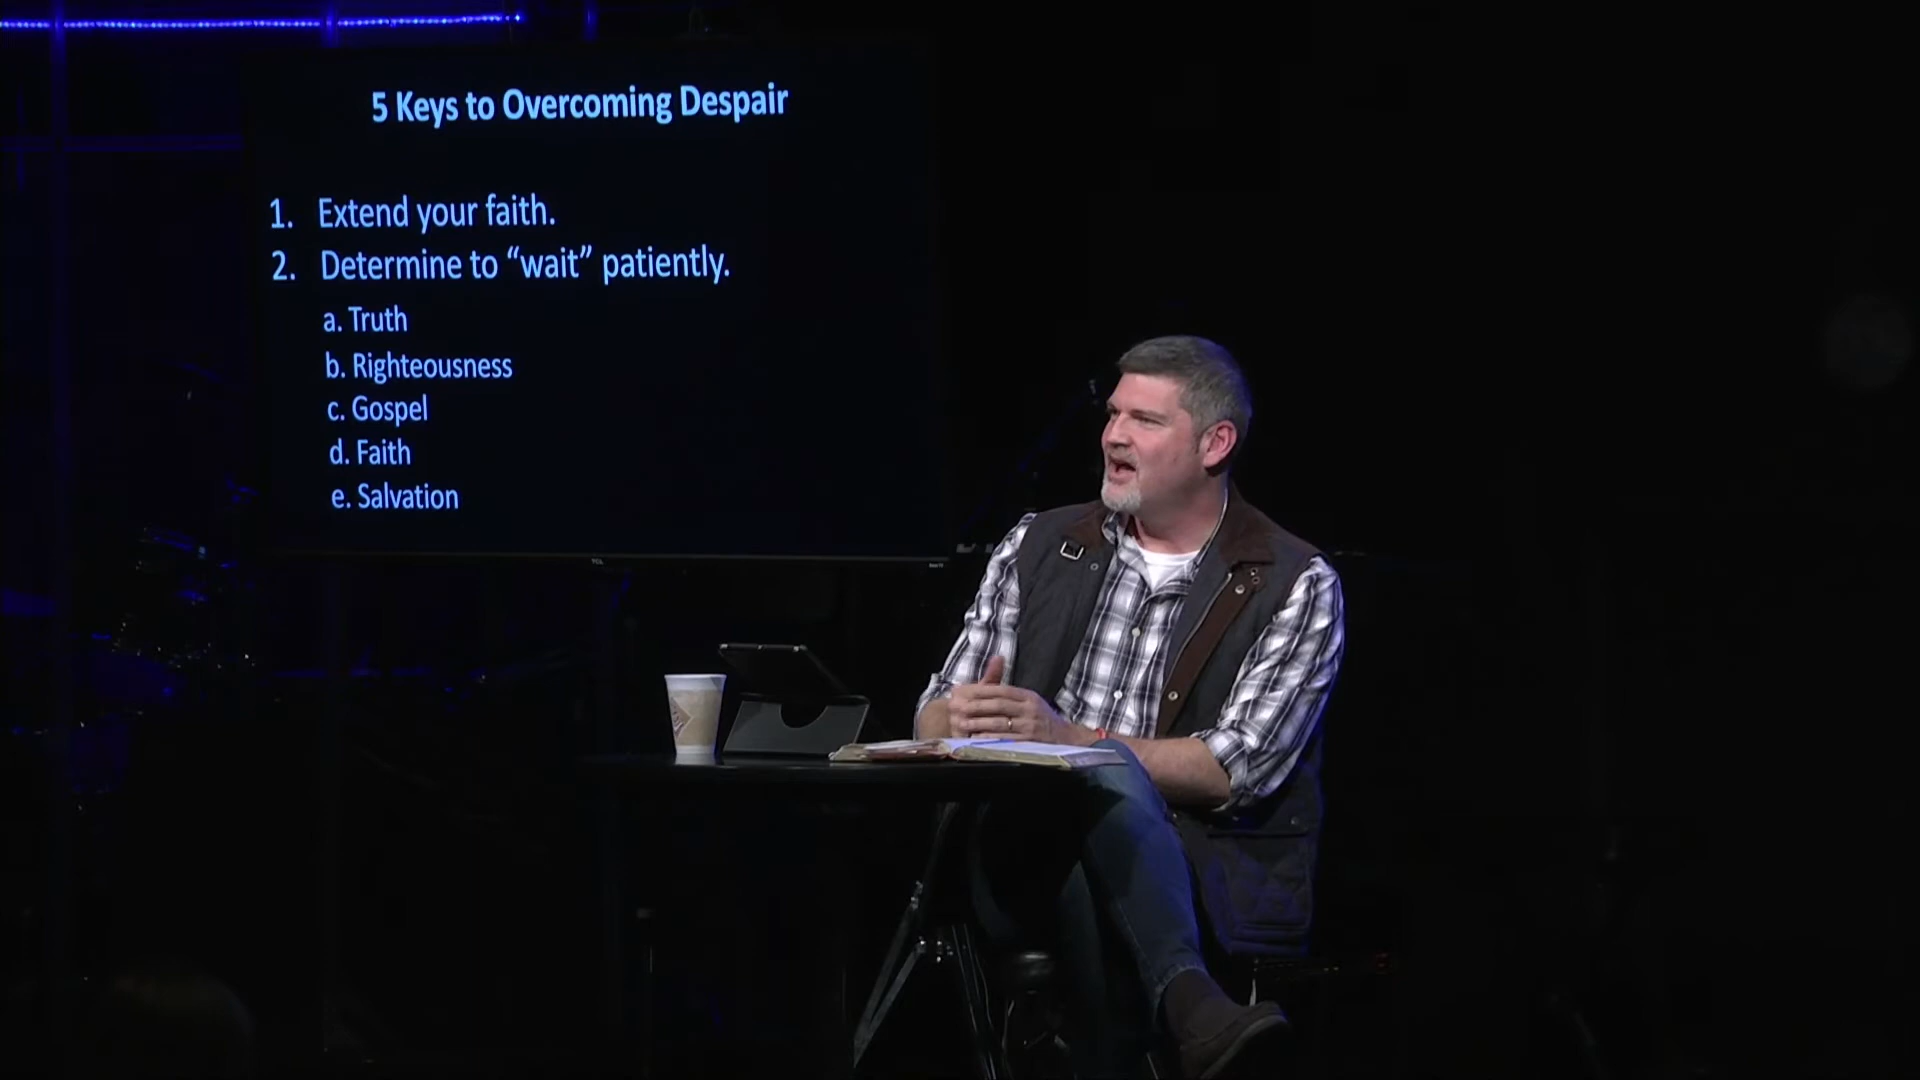 5 Keys to Overcoming Despair
1. Extend your faith.
2. Determine to “wait” patiently.
a. Truth
b. Righteousness
c. Gospel
d. Faith
e. Salvation
TCL